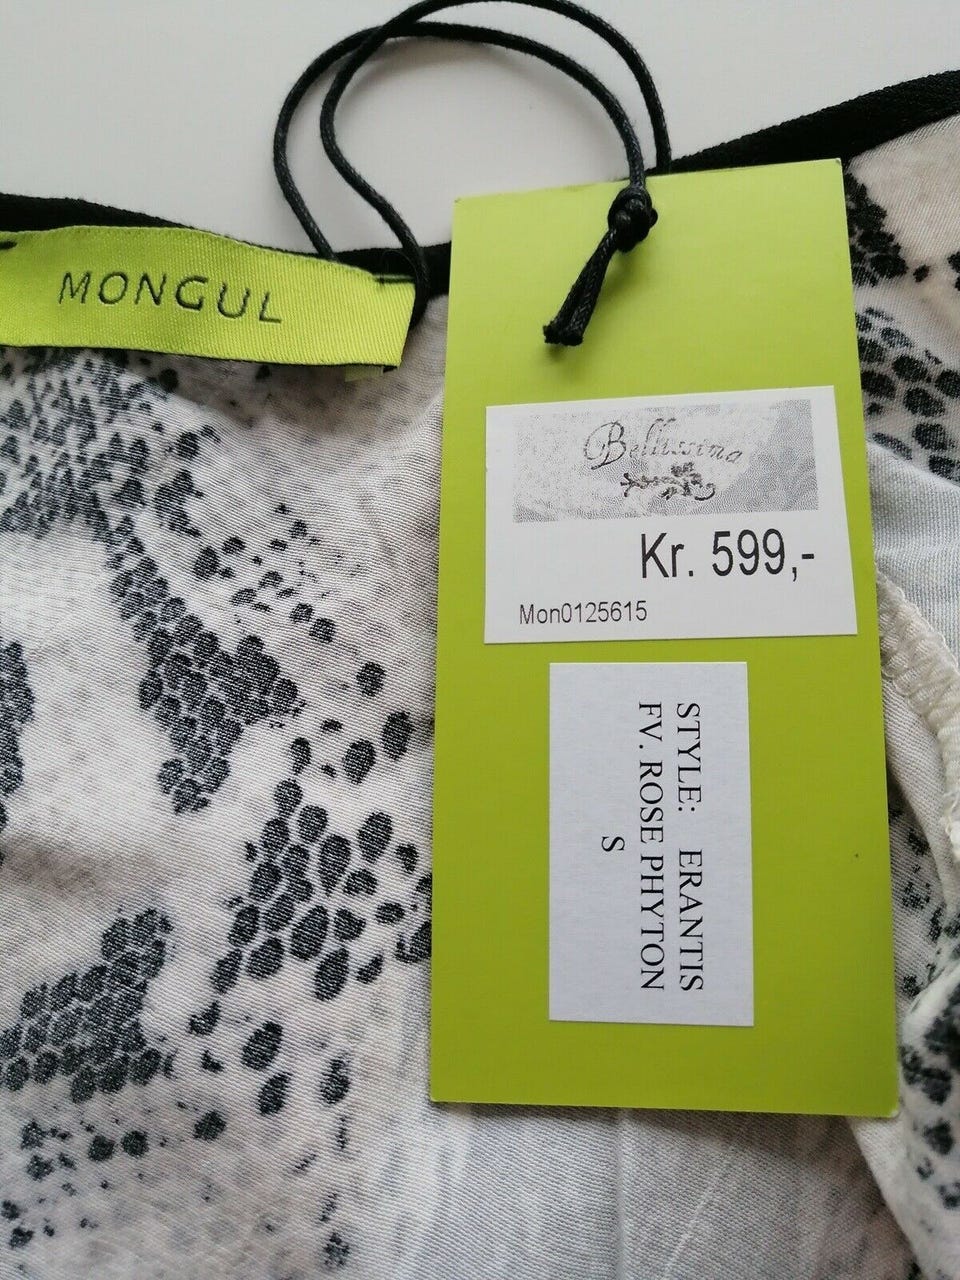 MONGUL
Bellissima
Kr. 599,-
Mon0125615
STYLE: ERANTIS
FV. ROSE PHYTON
S